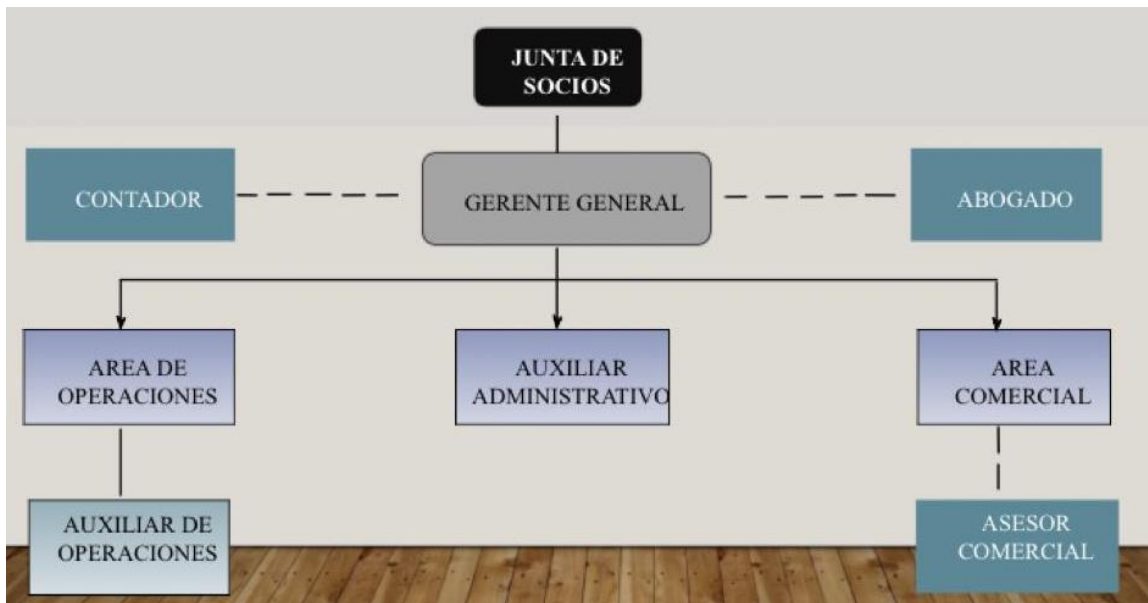 JUNTA DE
SOCIOS
CONTADOR
GERENTE GENERAL
ABOGADO
AREA DE
OPERACIONES
AUXILIAR
ADMINISTRATIVO
AREA
COMERCIAL
AUXILIAR DE
OPERACIONES
ASESOR
COMERCIAL